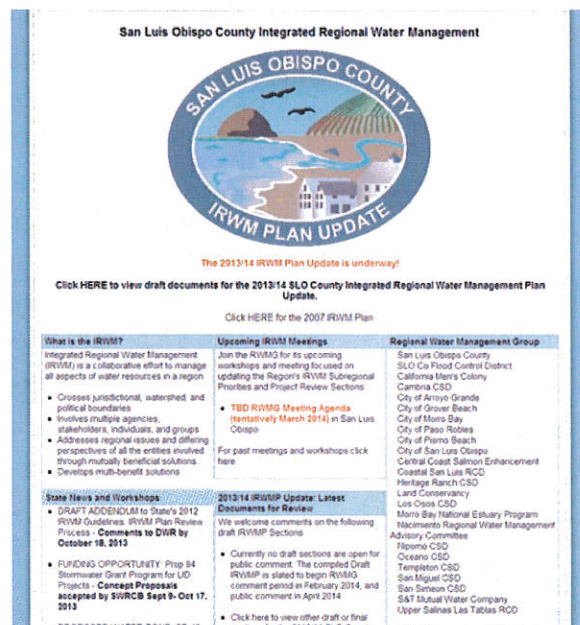 San Luis Obispo County Integrated Regional Water Management
SAN LUIS OBISPO COUNTY
IRWM PLAN UPDATE
The 2013/14 IRWM Plan Update is underway!
Click HERE to view draft documents for the 2013/14 SLO County Integrated Regional Water Management Plan
Update.
Click HERE for the 2007 IRWM Plan
What is the IRWM?
Integrated Regional Water Management
(IRWM) is a collaborative effort to manage
all aspects of water resources in a region
• Crosses jurisdictional, watershed, and
political boundaries
• Involves multiple agencies,
stakeholders, individuals, and groups
• Addresses regional issues and differing
perspectives of all the entities involved
through mutually beneficial solutions.
• Develops multi-benefit solutions
Upcoming IRWM Meetings
Join the RWMG for its upcoming
workshops and meeting focused on
updating the Region's IRWM Subregional
Priorities and Project Review Sections
• TBD RWMG Meeting Agenda
(tentatively March 2014) in San Luis
Obispo
For past meetings and workshops click
here
Regional Water Management Group
San Luis Obispo County
SLO Co Flood Control District
California Men's Colony
Cambria CSD
City of Arroyo Grande
City of Grover Beach
City of Morro Bay
City of Paso Robles
City of Pismo Beach
City of San Luis Obispo
Central Coast Salmon Enhancement
Coastal San Luis RCD
Heritage Ranch CSD
Land Conservancy
Los Osos CSD
Morro Bay National Estuary Program
Nacimento Regional Water Management
Advisory Committee
Nipomo CSD
Oceano CSD
Templeton CSD
San Miguel CSD
San Simeon CSD
S&T Mutual Water Company
Upper Salinas Las Tablas RCD
State News and Workshops
• DRAFT ADDENDUM to State's 2012
IRWM Guidelines. IRWM Plan Review
Process - Comments to DWR by
October 18, 2013
• FUNDING OPPORTUNITY: Prop 84
Stormwater Grant Program for LID
Projects - Concept Proposals
accepted by SWRCB Sept 9- Oct 17,
2013
2013/14 IRWMP Update: Latest
Documents for Review
We welcome comments on the following
draft IRWMP Sections
• Currently no draft sections are open for
public comment. The compiled Draft
IRWMP is slated to begin RWMG
comment period in February 2014, and
public comment in April 2014
• Click here to view other draft or final